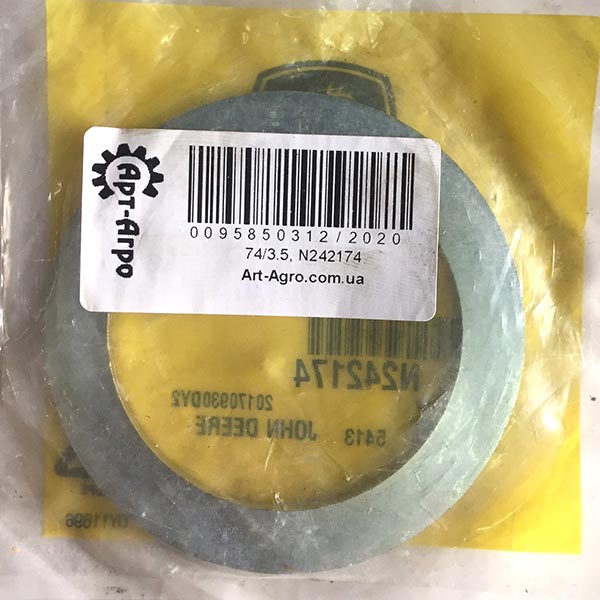 Арт-Агро
0095850312/2020
74/3.5, N242174
Art-Agro.com.ua
N242174
20170930DY2
5413 JOHN DEERE